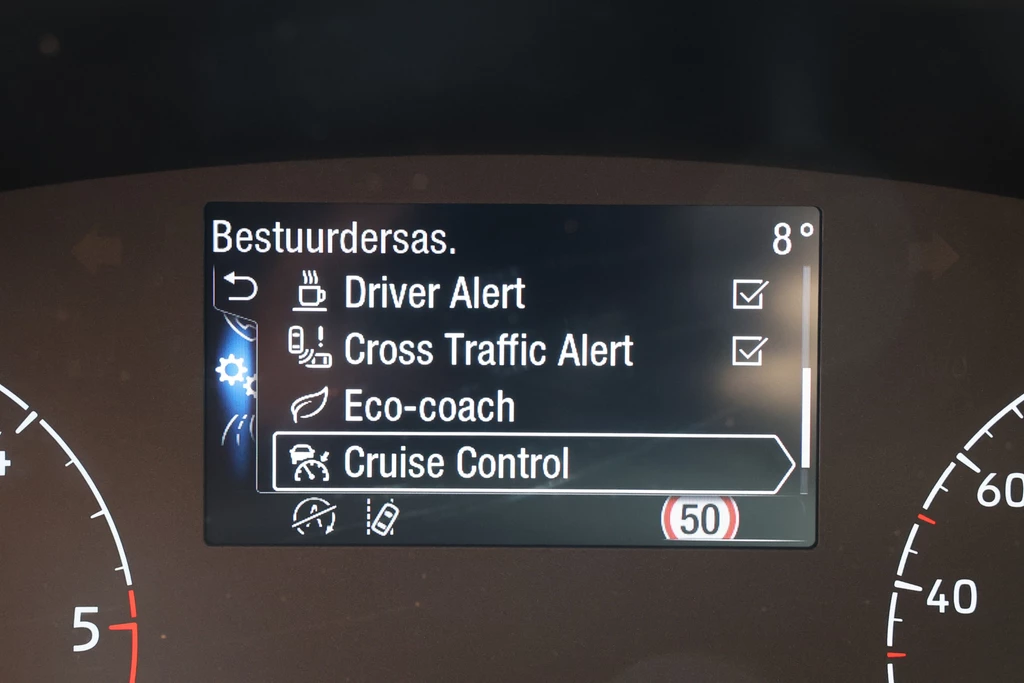 Bestuurdersas. 8°
Driver Alert
Cross Traffic Alert
Eco-coach
Cruise Control
A 50
60
40
5